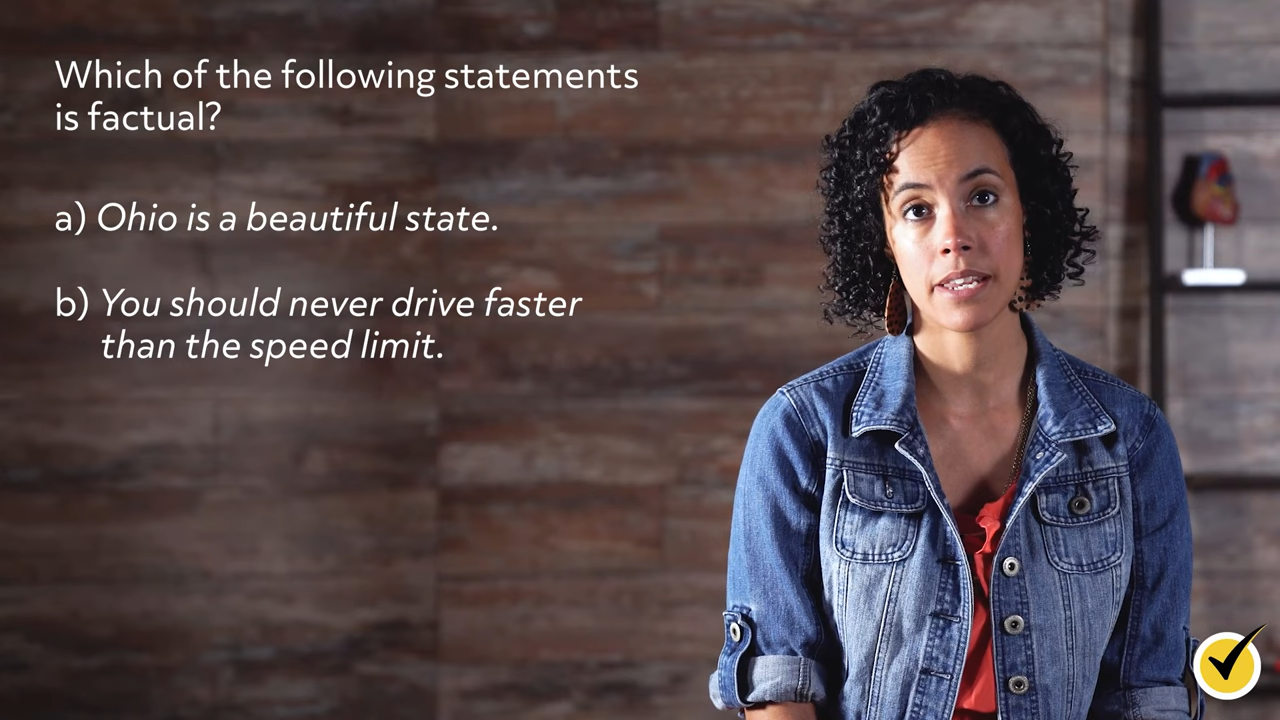 Which of the following statements
is factual?
a) Ohio is a beautiful state.
b) You should never drive faster
than the speed limit.